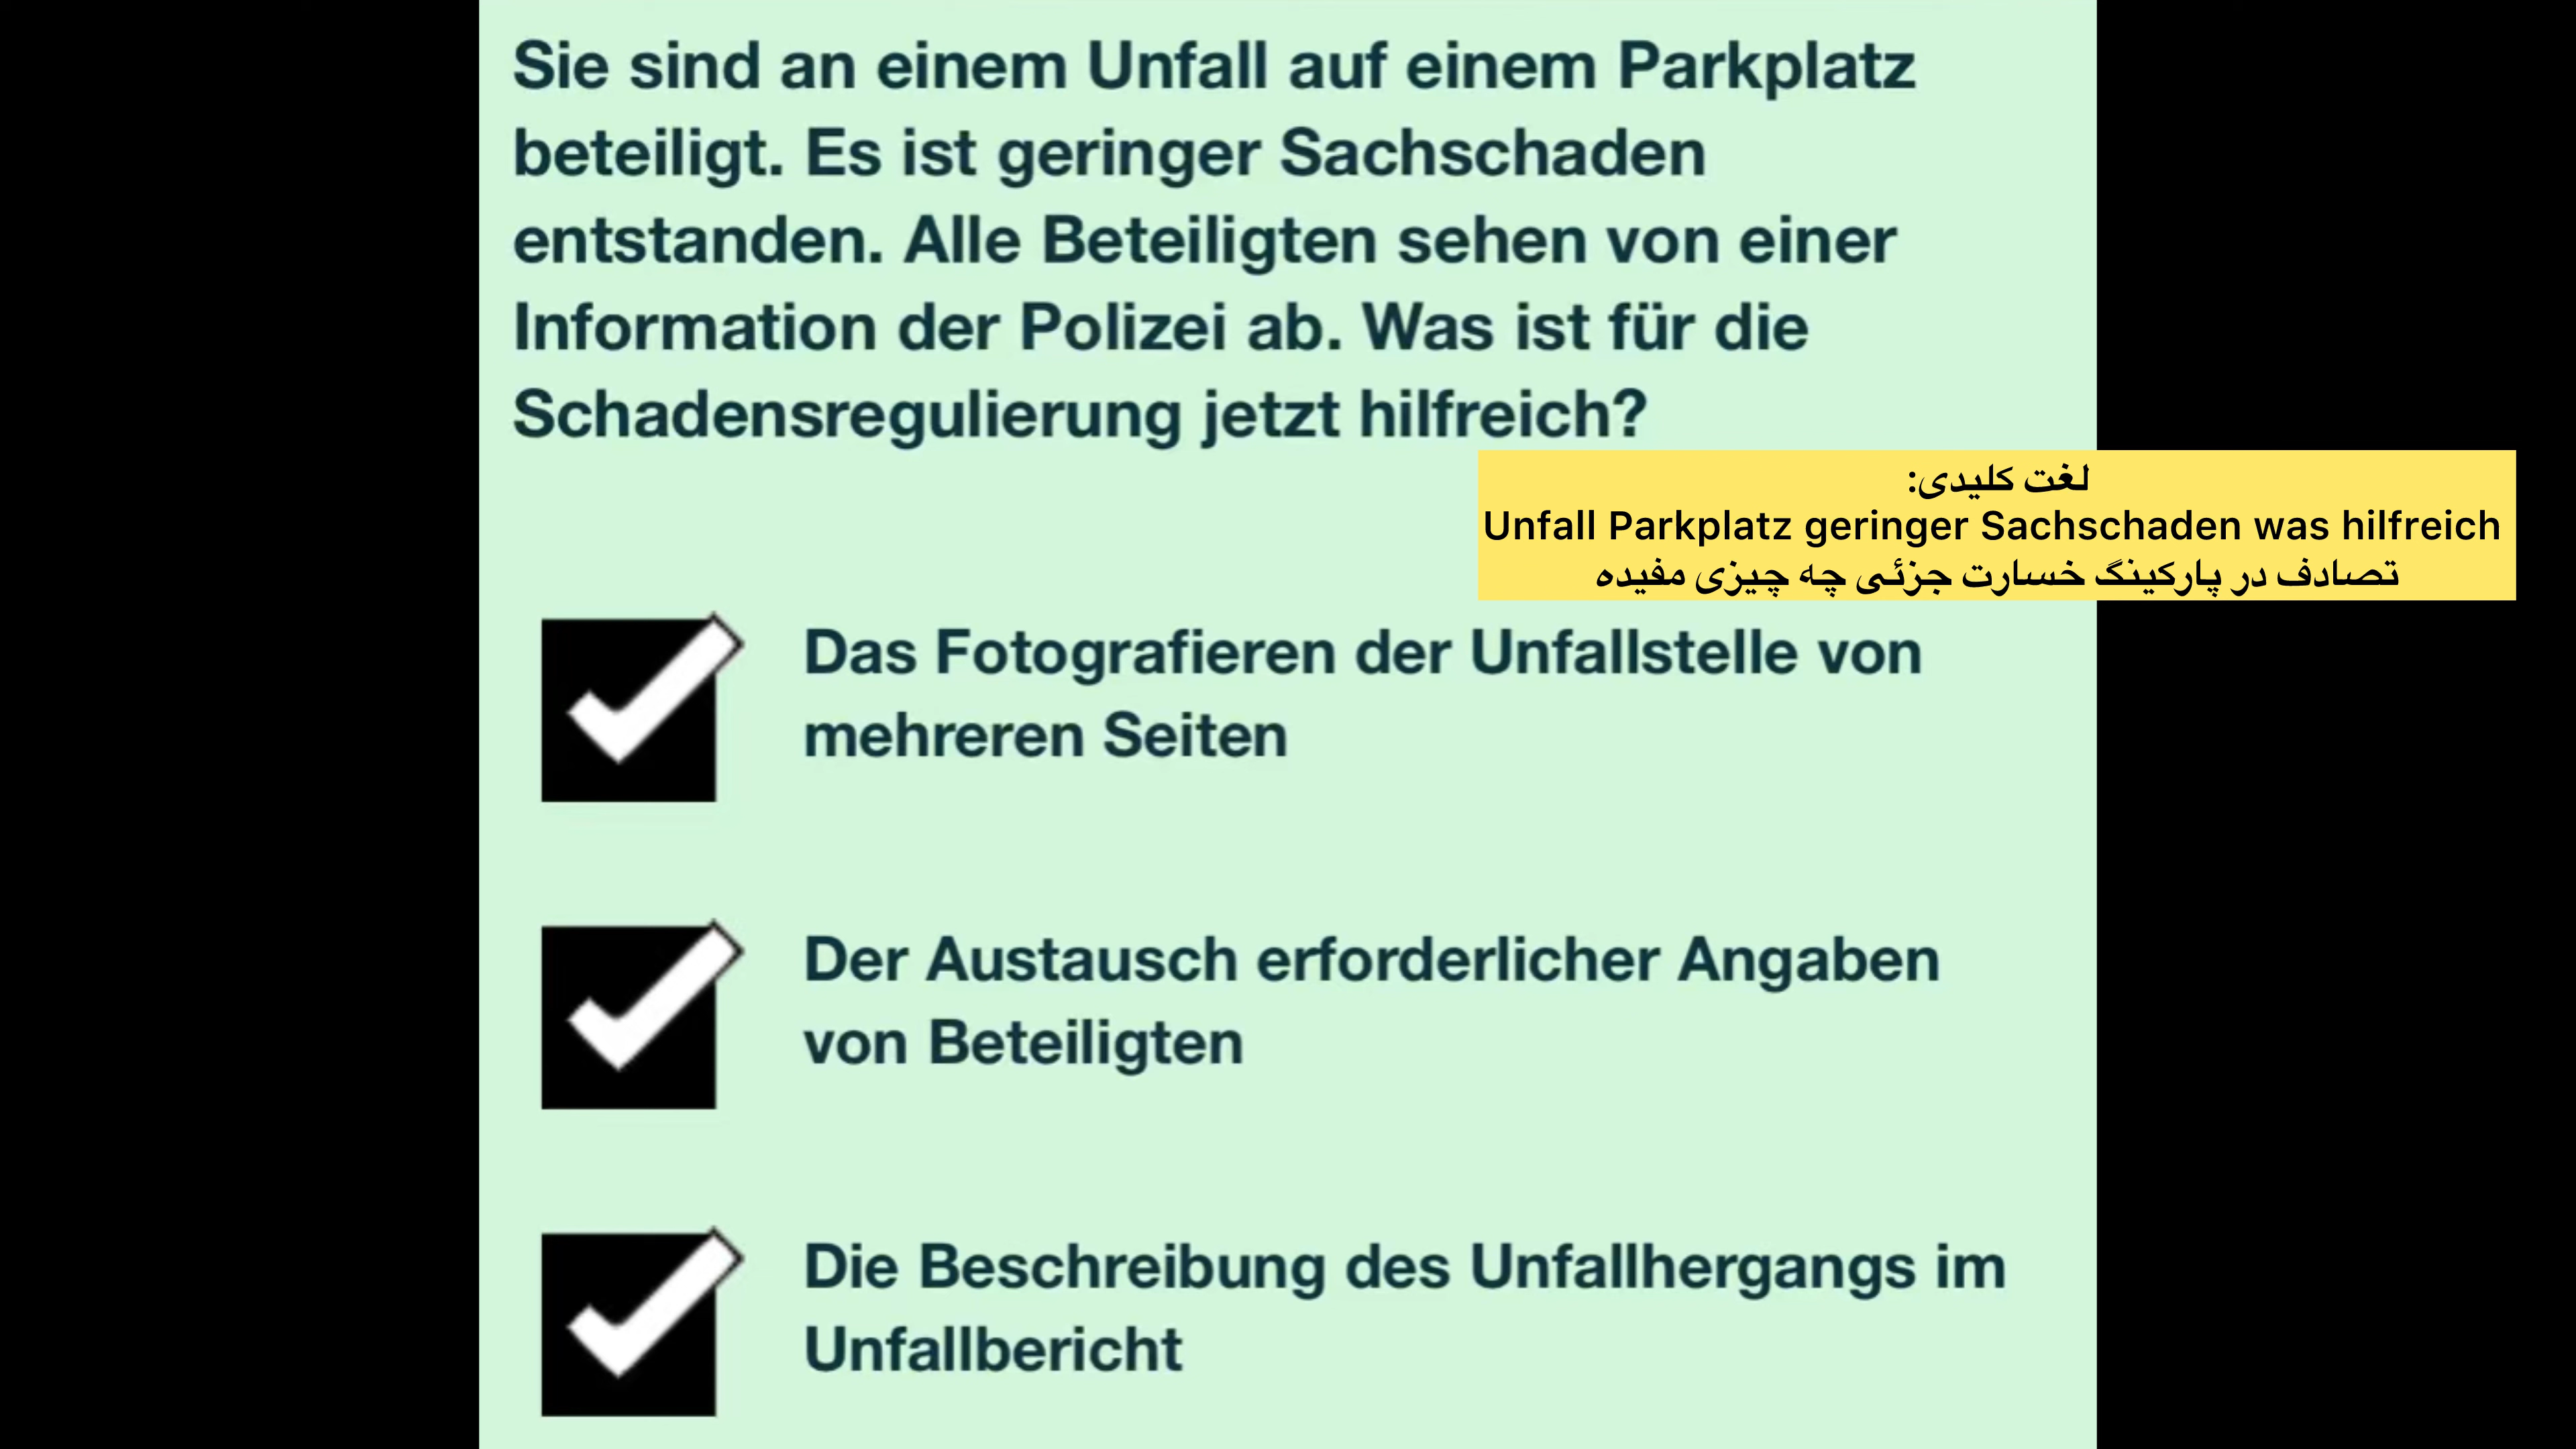 Sie sind an einem Unfall auf einem Parkplatz
beteiligt. Es ist geringer Sachschaden
entstanden. Alle Beteiligten sehen von einer
Information der Polizei ab. Was ist für die
Schadensregulierung jetzt hilfreich?
لغت کلیدی:
Unfall Parkplatz geringer Sachschaden was hilfreich
تصادف در پارکینگ خسارت جزئی چه چیزی مفیده
Das Fotografieren der Unfallstelle von
mehreren Seiten
Der Austausch erforderlicher Angaben
von Beteiligten
Die Beschreibung des Unfallhergangs im
Unfallbericht